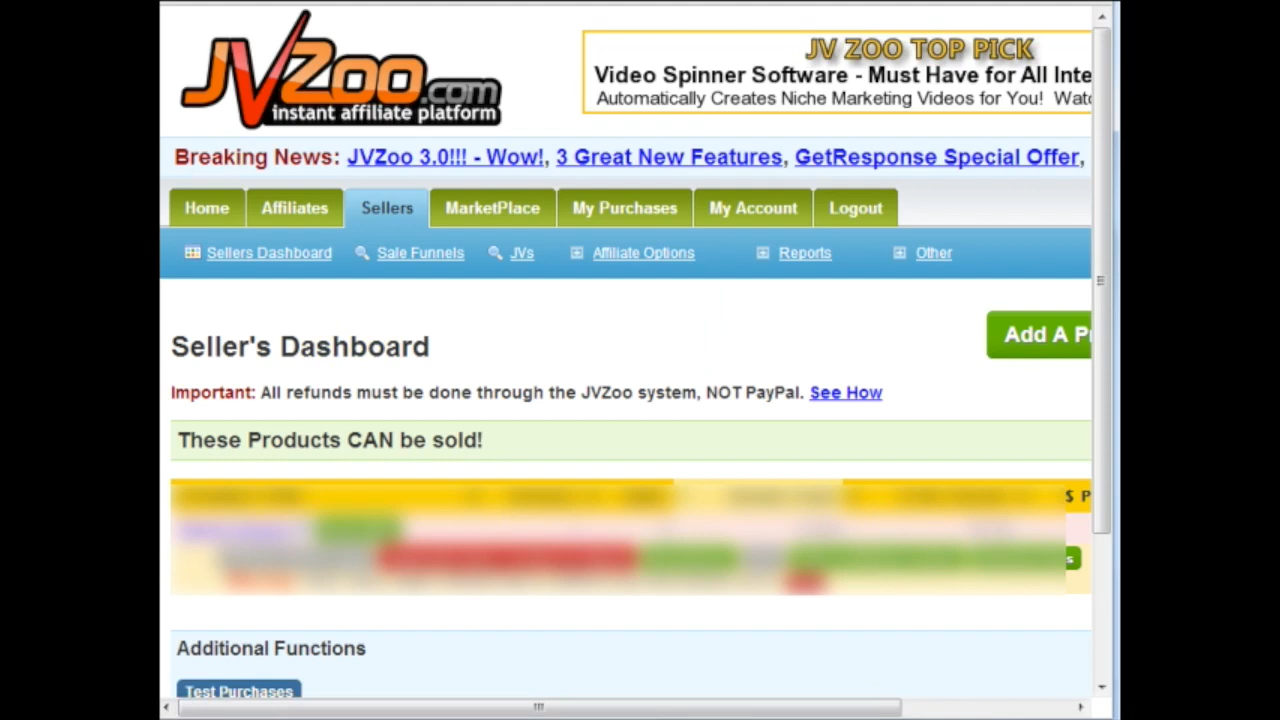 JVZoo.com
instant affiliate platform
JV ZOO TOP PICK
Video Spinner Software - Must Have for All Inte
Automatically Creates Niche Marketing Videos for You! Watc
Breaking News: JVZoo 3.0!!! - Wow!, 3 Great New Features, GetResponse Special Offer,
Home Affiliates Sellers MarketPlace My Purchases My Account Logout
Sellers Dashboard Sale Funnels JVs Affiliate Options Reports Other
Seller's Dashboard
Add A Pr
Important: All refunds must be done through the JVZoo system, NOT PayPal. See How
These Products CAN be sold!
$ P
s
Additional Functions
Test Purchases